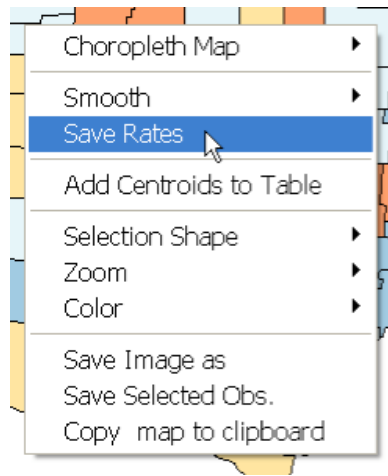 Choropleth Map
Smooth
Save Rates
Add Centroids to Table
Selection Shape
Zoom
Color
Save Image as
Save Selected Obs.
Copy map to clipboard